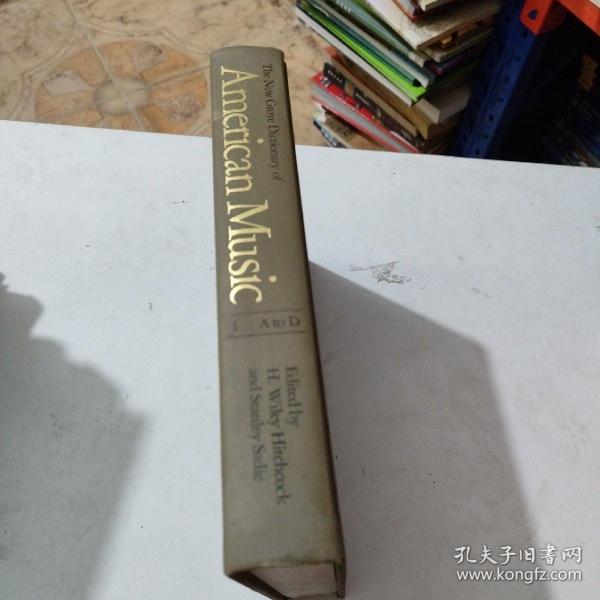 The New Grove Dictionary of
American Music
1 A to D
Edited by
H. Wiley Hitchcock
and Stanley Sadie
孔夫子旧书网
www.kongfz.com